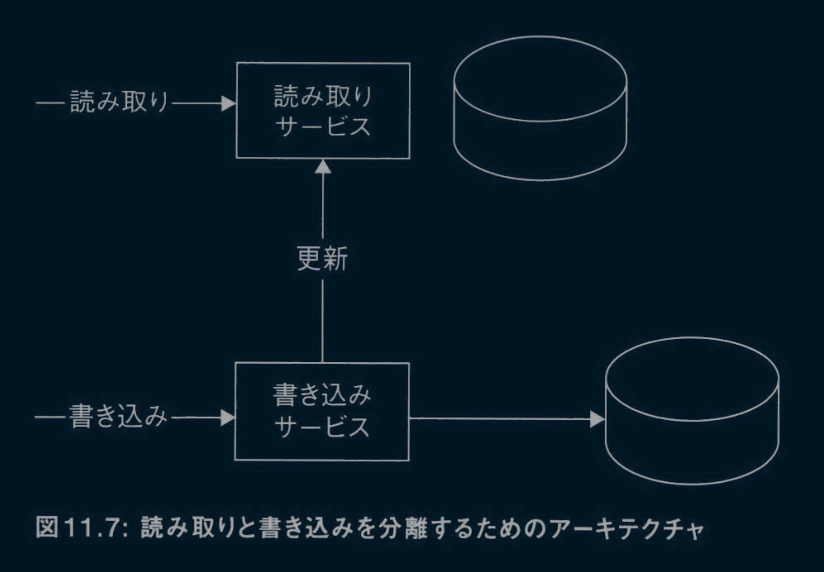 読み取り
読み取り
サービス
更新
書き込み
書き込み
サービス
図11.7: 読み取りと書き込みを分離するためのアーキテクチャ